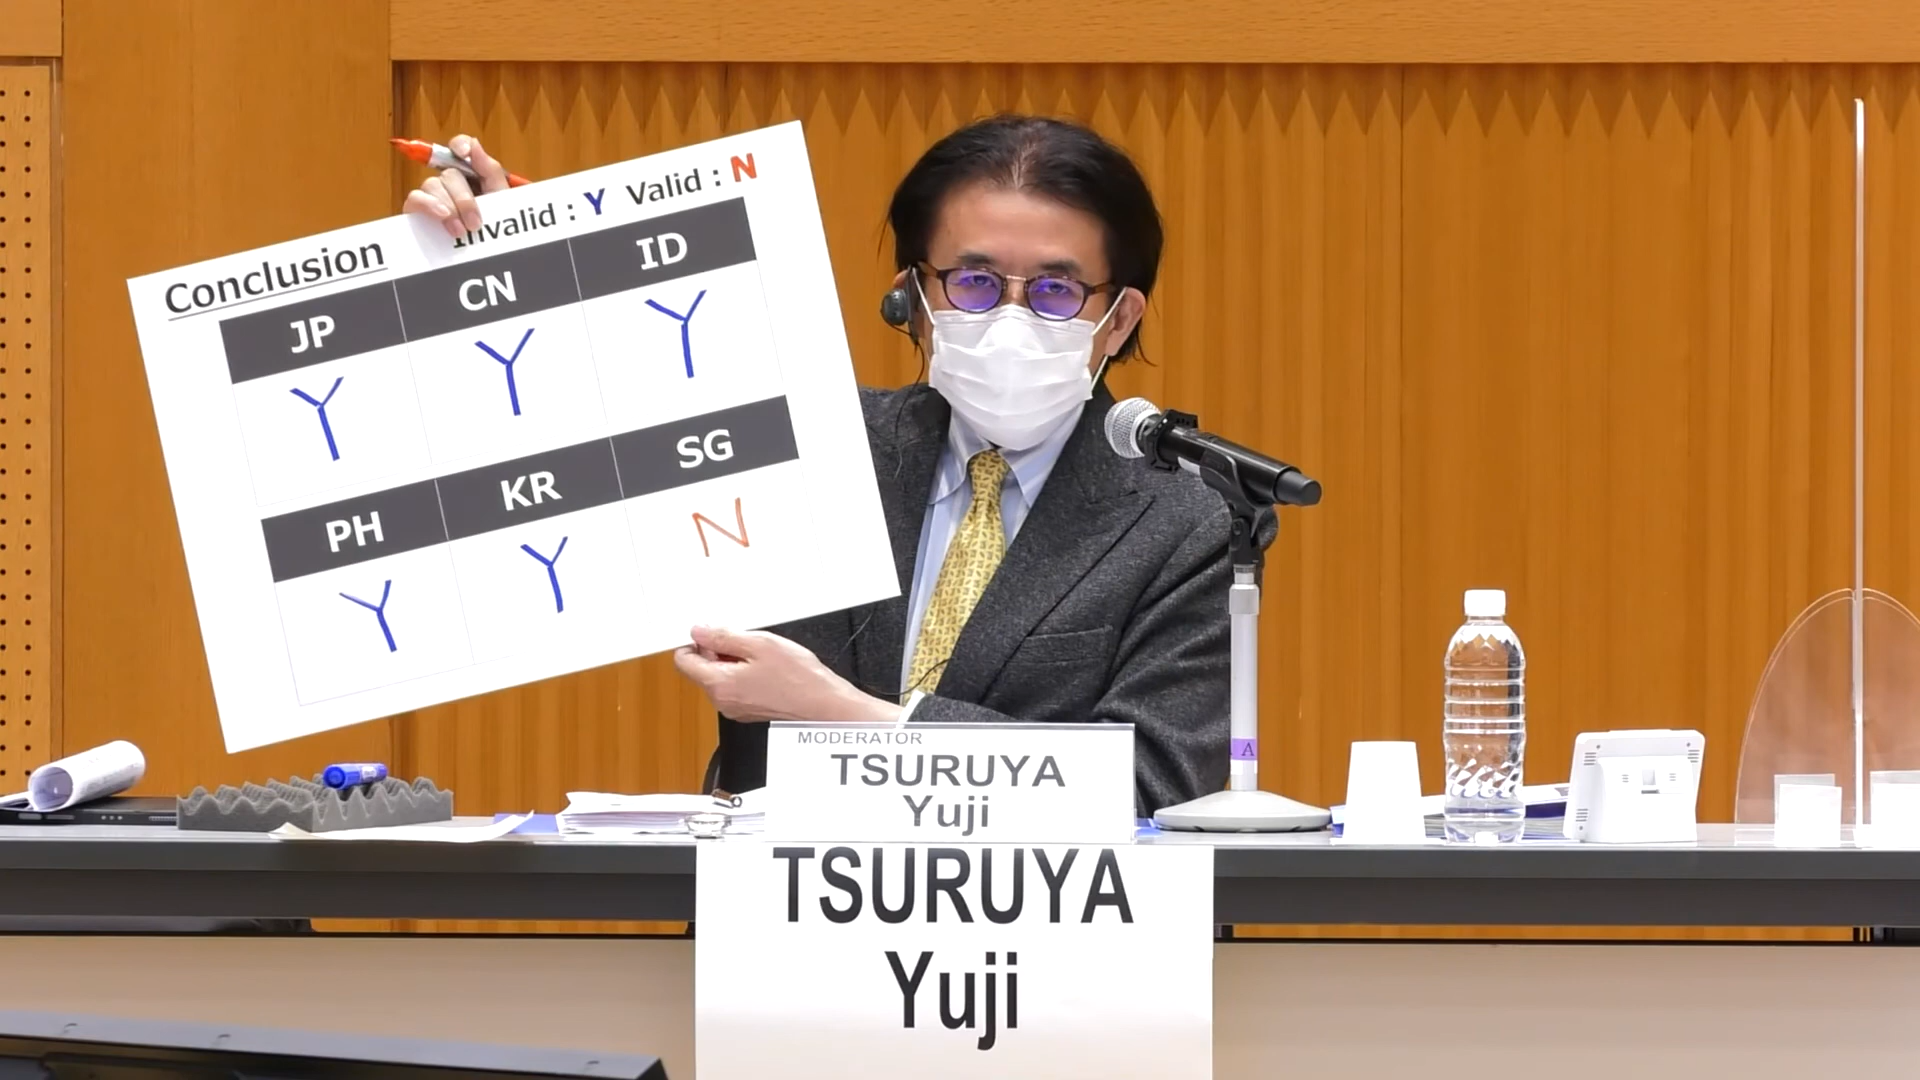 Conclusion
Invalid : Y Valid : N
JP CN ID
Y Y Y
PH KR SG
Y Y N
MODERATOR
TSURUYA
Yuji
A
TSURUYA
Yuji